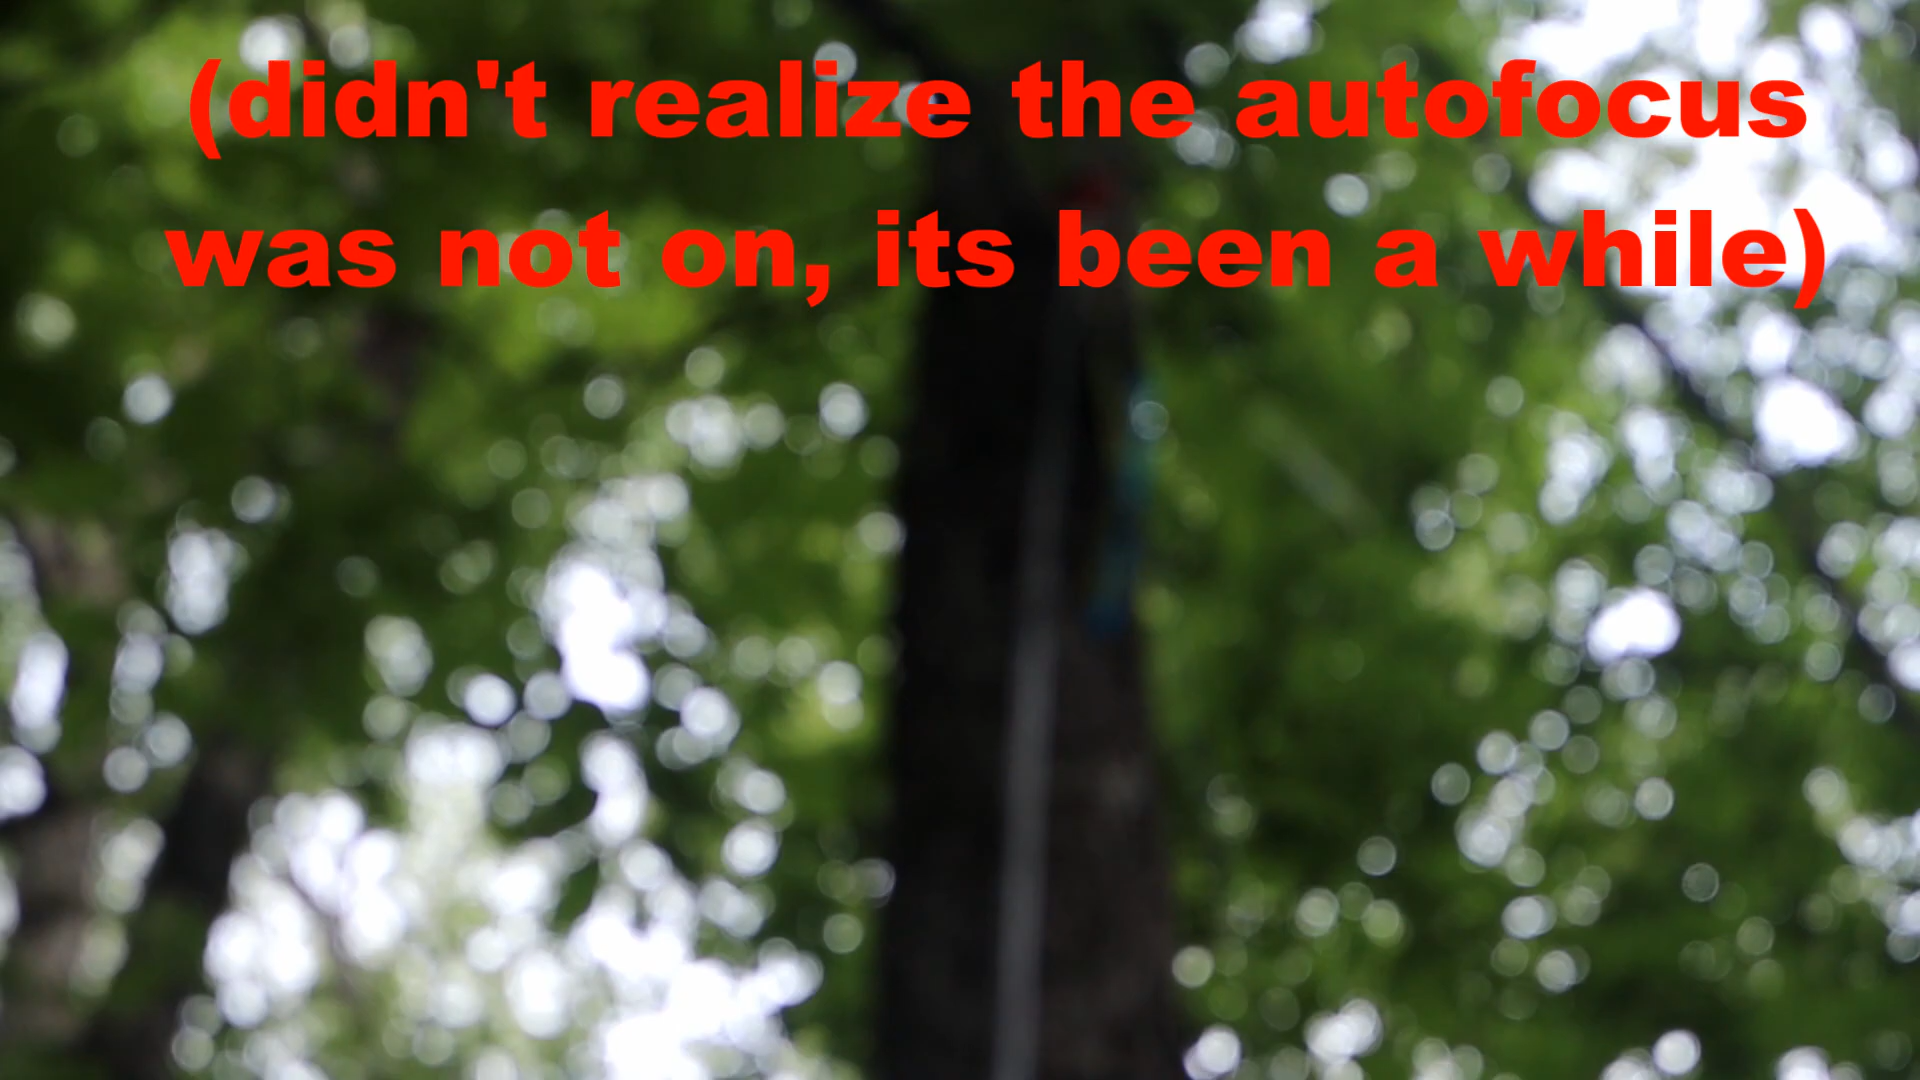 (didn't realize the autofocus
was not on, its been a while)